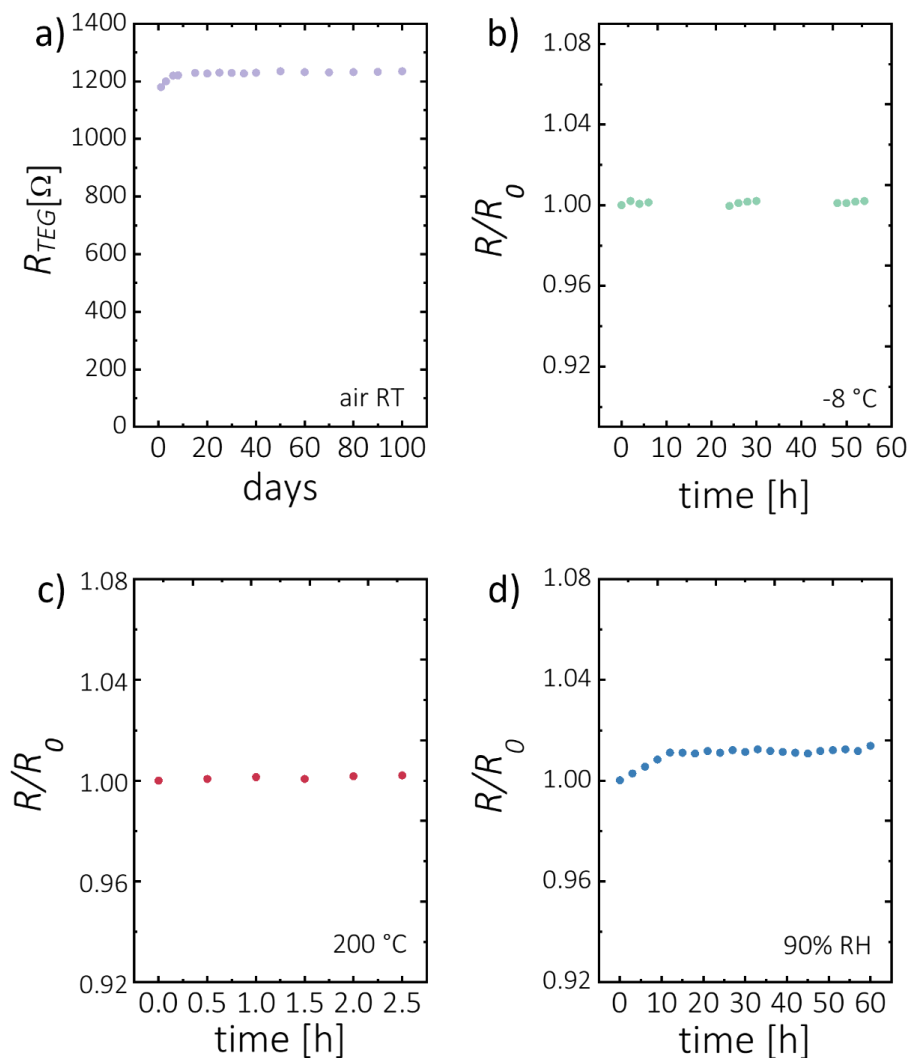 a)
1400
1200
1000
800
600
400
200
0
R_TEG[Ω]
air RT
0 20 40 60 80 100
days
b)
1.08
1.04
1.00
0.96
0.92
R/R_0
-8 °C
0 10 20 30 40 50 60
time [h]
c)
1.08
1.04
1.00
0.96
0.92
R/R_0
200 °C
0.0 0.5 1.0 1.5 2.0 2.5
time [h]
d)
1.08
1.04
1.00
0.96
0.92
R/R_0
90% RH
0 10 20 30 40 50 60
time [h]